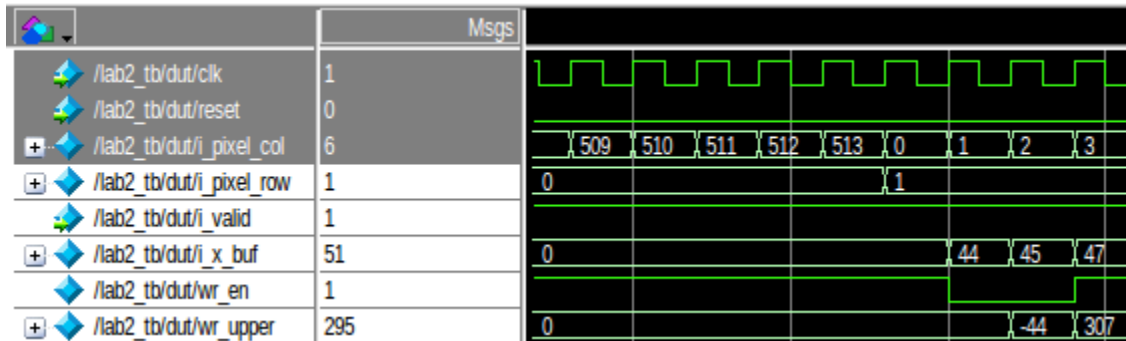 Msgs
/lab2_tb/dut/clk 1
/lab2_tb/dut/reset 0
/lab2_tb/dut/i_pixel_col 6 509 510 511 512 513 0 1 2 3
/lab2_tb/dut/i_pixel_row 1 0 1
/lab2_tb/dut/i_valid 1
/lab2_tb/dut/i_x_buf 51 0 44 45 47
/lab2_tb/dut/wr_en 1
/lab2_tb/dut/wr_upper 295 0 -44 307